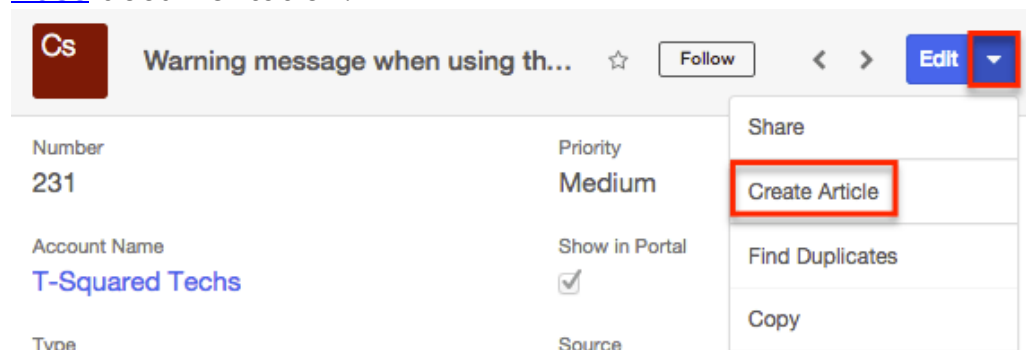 Cs
Warning message when using th... Follow < > Edit
Share
Number
Priority
231
Medium
Create Article
Account Name
Show in Portal
Find Duplicates
T-Squared Techs
Copy
Type
Source